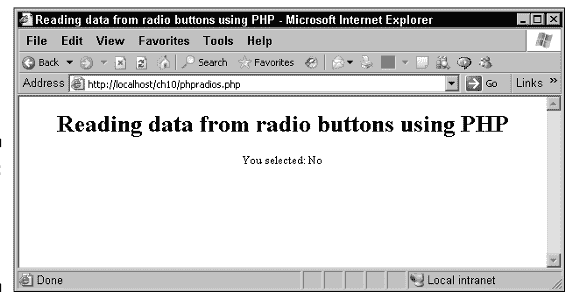 Reading data from radio buttons using PHP - Microsoft Internet Explorer
File Edit View Favorites Tools Help
Back Search Favorites
Address http://localhost/ch10/phpradios.php Go Links »
Reading data from radio buttons using PHP
You selected: No
Done Local intranet